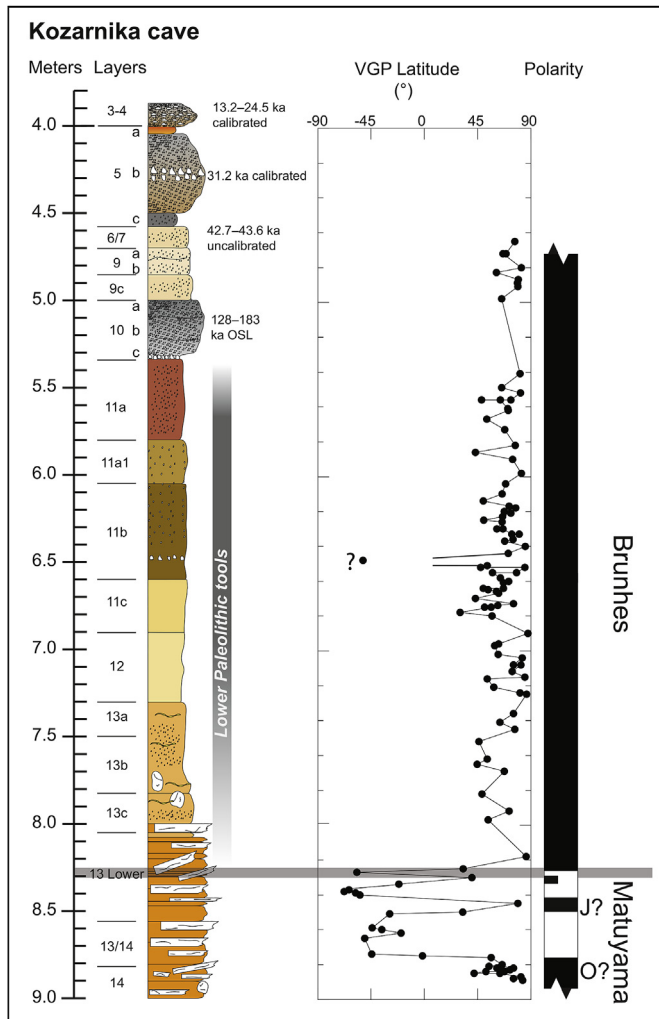 Kozarnika cave
Meters Layers VGP Latitude Polarity
(°)
-90 -45 0 45 90
3-4
13.2–24.5 ka
calibrated
4.0
a
5 b
31.2 ka calibrated
4.5
c
6/7
42.7–43.6 ka
uncalibrated
a
9
b
9c
5.0
a
10 b
128–183
ka OSL
c
5.5
11a
6.0
11a1
11b
6.5
?
11c
7.0
12
13a
7.5
13b
13c
8.0
13 Lower
8.5
13/14
14
9.0
Lower Paleolithic tools
Brunhes
Matuyama
J?
O?